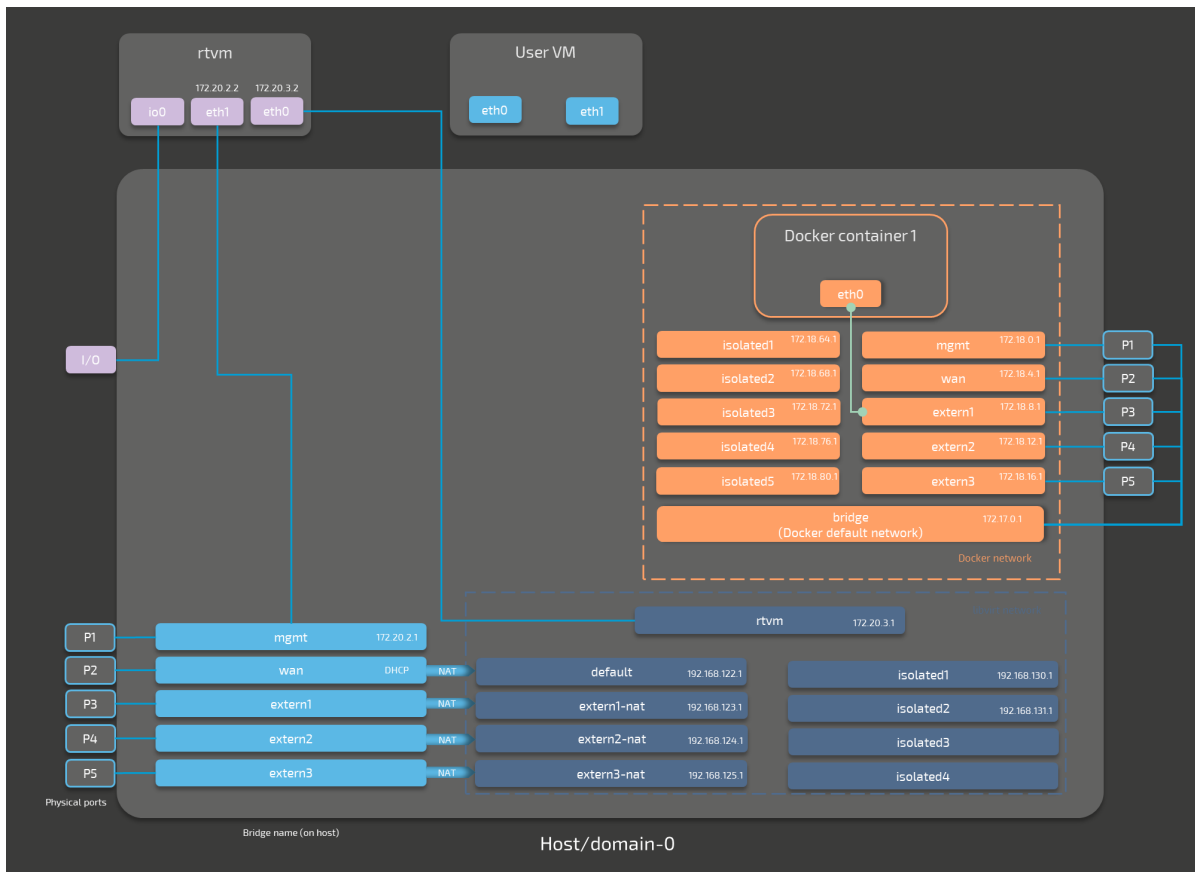 rtvm
172.20.2.2
172.20.3.2
io0
eth1
eth0
User VM
eth0
eth1
Docker container 1
eth0
I/O
isolated1 172.18.64.1
isolated2 172.18.68.1
isolated3 172.18.72.1
isolated4 172.18.76.1
isolated5 172.18.80.1
mgmt 172.18.0.1
wan 172.18.4.1
extern1 172.18.8.1
extern2 172.18.12.1
extern3 172.18.16.1
P1
P2
P3
P4
P5
bridge 172.17.0.1
(Docker default network)
Docker network
rtvm 172.20.3.1
P1
P2
P3
P4
P5
Physical ports
mgmt 172.20.2.1
wan DHCP
extern1
extern2
extern3
NAT
NAT
NAT
NAT
default 192.168.122.1
extern1-nat 192.168.123.1
extern2-nat 192.168.124.1
extern3-nat 192.168.125.1
isolated1 192.168.130.1
isolated2 192.168.131.1
isolated3
isolated4
Bridge name (on host)
Host/domain-0